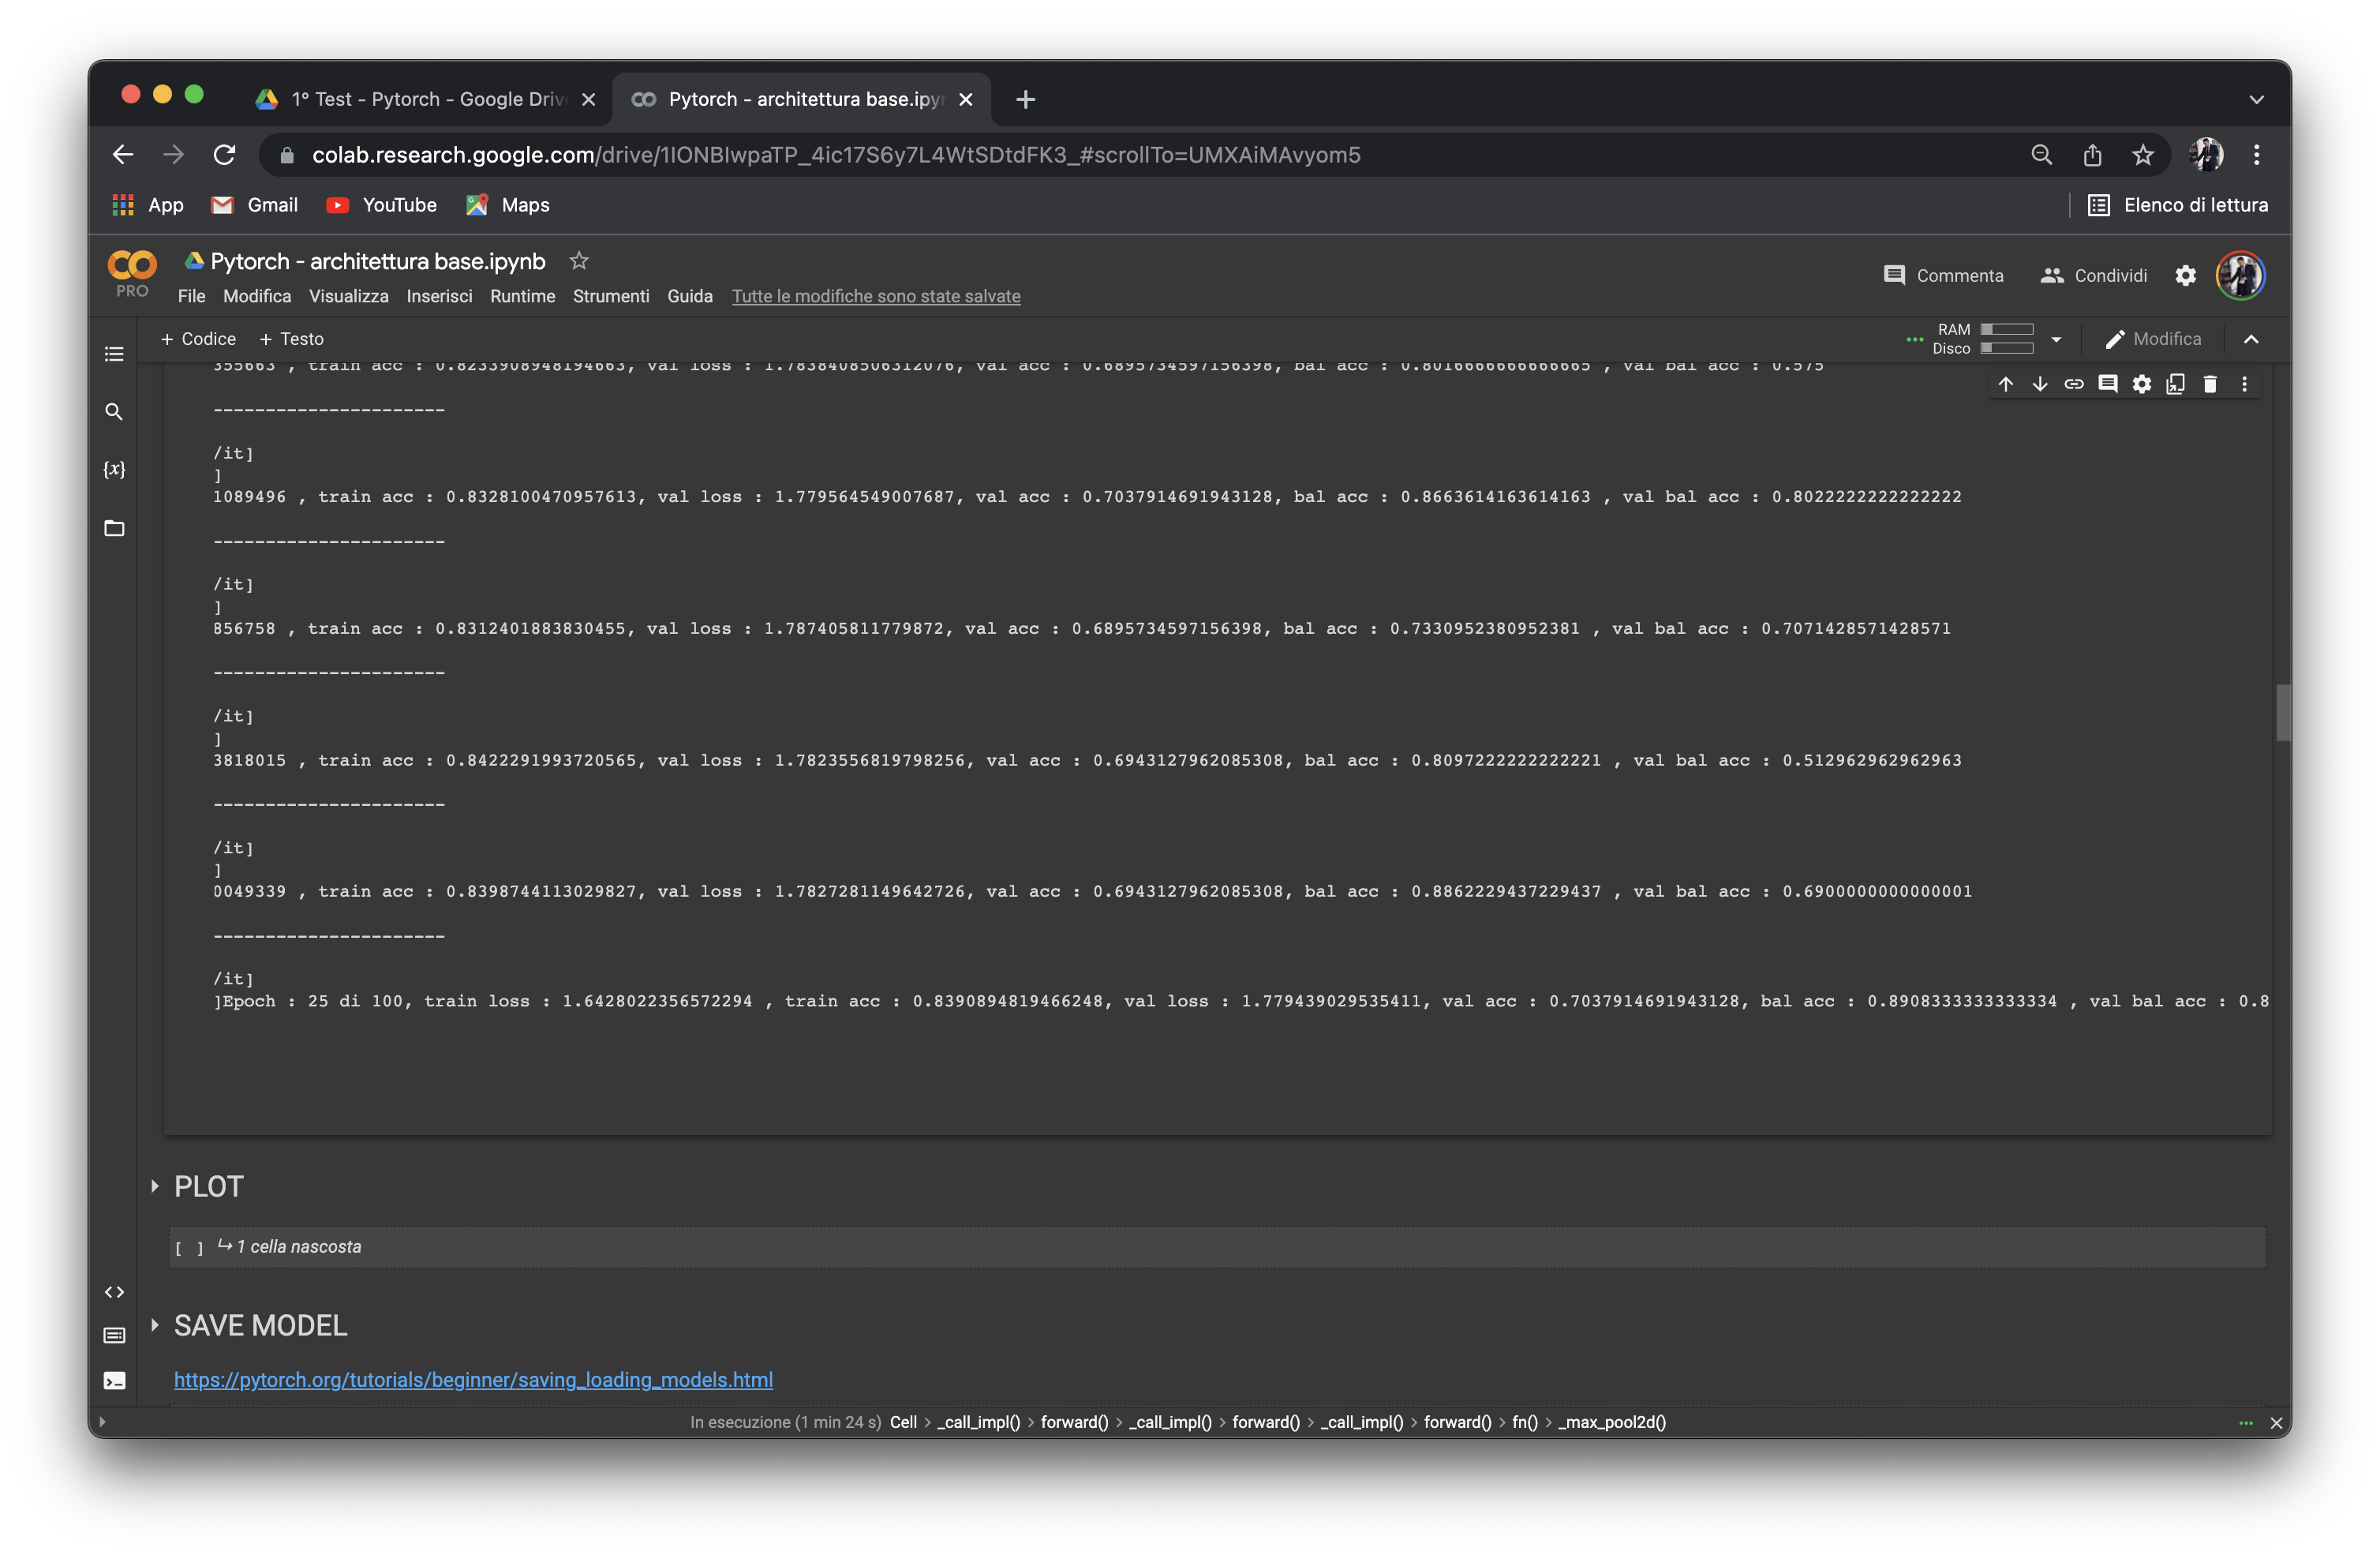 1° Test - Pytorch - Google Driv
Pytorch - architettura base.ipyn
colab.research.google.com/drive/1IONBIwpaTP_4ic17S6y7L4WtSDtdFK3_#scrollTo=UMXAiMAvyom5
App Gmail YouTube Maps Elenco di lettura
PRO
Pytorch - architettura base.ipynb
Commenta Condividi
File Modifica Visualizza Inserisci Runtime Strumenti Guida Tutte le modifiche sono state salvate
+ Codice + Testo
RAM
Disco
Modifica
355663 , train acc : 0.8233908948194663, val loss : 1.7838408506312076, val acc : 0.6895734597156398, bal acc : 0.8016666666666665 , val bal acc : 0.575
----------------------
/it]
]
1089496 , train acc : 0.8328100470957613, val loss : 1.779564549007687, val acc : 0.7037914691943128, bal acc : 0.8663614163614163 , val bal acc : 0.8022222222222222
----------------------
/it]
]
856758 , train acc : 0.8312401883830455, val loss : 1.787405811779872, val acc : 0.6895734597156398, bal acc : 0.7330952380952381 , val bal acc : 0.7071428571428571
----------------------
/it]
]
3818015 , train acc : 0.8422291993720565, val loss : 1.7823556819798256, val acc : 0.6943127962085308, bal acc : 0.8097222222222221 , val bal acc : 0.512962962962963
----------------------
/it]
]
0049339 , train acc : 0.8398744113029827, val loss : 1.7827281149642726, val acc : 0.6943127962085308, bal acc : 0.8862229437229437 , val bal acc : 0.6900000000000001
----------------------
/it]
]Epoch : 25 di 100, train loss : 1.6428022356572294 , train acc : 0.8390894819466248, val loss : 1.779439029535411, val acc : 0.7037914691943128, bal acc : 0.8908333333333334 , val bal acc : 0.8
PLOT
[ ] 1 cella nascosta
SAVE MODEL
https://pytorch.org/tutorials/beginner/saving_loading_models.html
In esecuzione (1 min 24 s) Cell > _call_impl() > forward() > _call_impl() > forward() > _call_impl() > forward() > fn() > _max_pool2d()